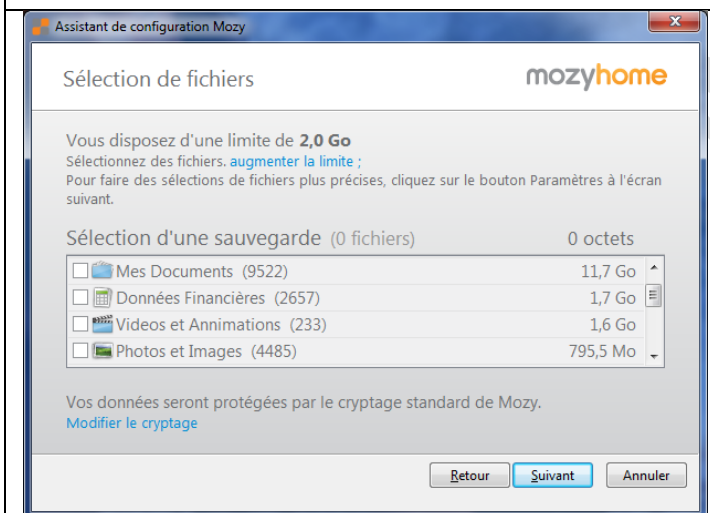 Assistant de configuration Mozy
Sélection de fichiers
mozyhome
Vous disposez d'une limite de 2,0 Go
Sélectionnez des fichiers. augmenter la limite ;
Pour faire des sélections de fichiers plus précises, cliquez sur le bouton Paramètres à l'écran
suivant.
Sélection d'une sauvegarde (0 fichiers) 0 octets
Mes Documents (9522) 11,7 Go
Données Financières (2657) 1,7 Go
Videos et Annimations (233) 1,6 Go
Photos et Images (4485) 795,5 Mo
Vos données seront protégées par le cryptage standard de Mozy.
Modifier le cryptage
Retour Suivant Annuler